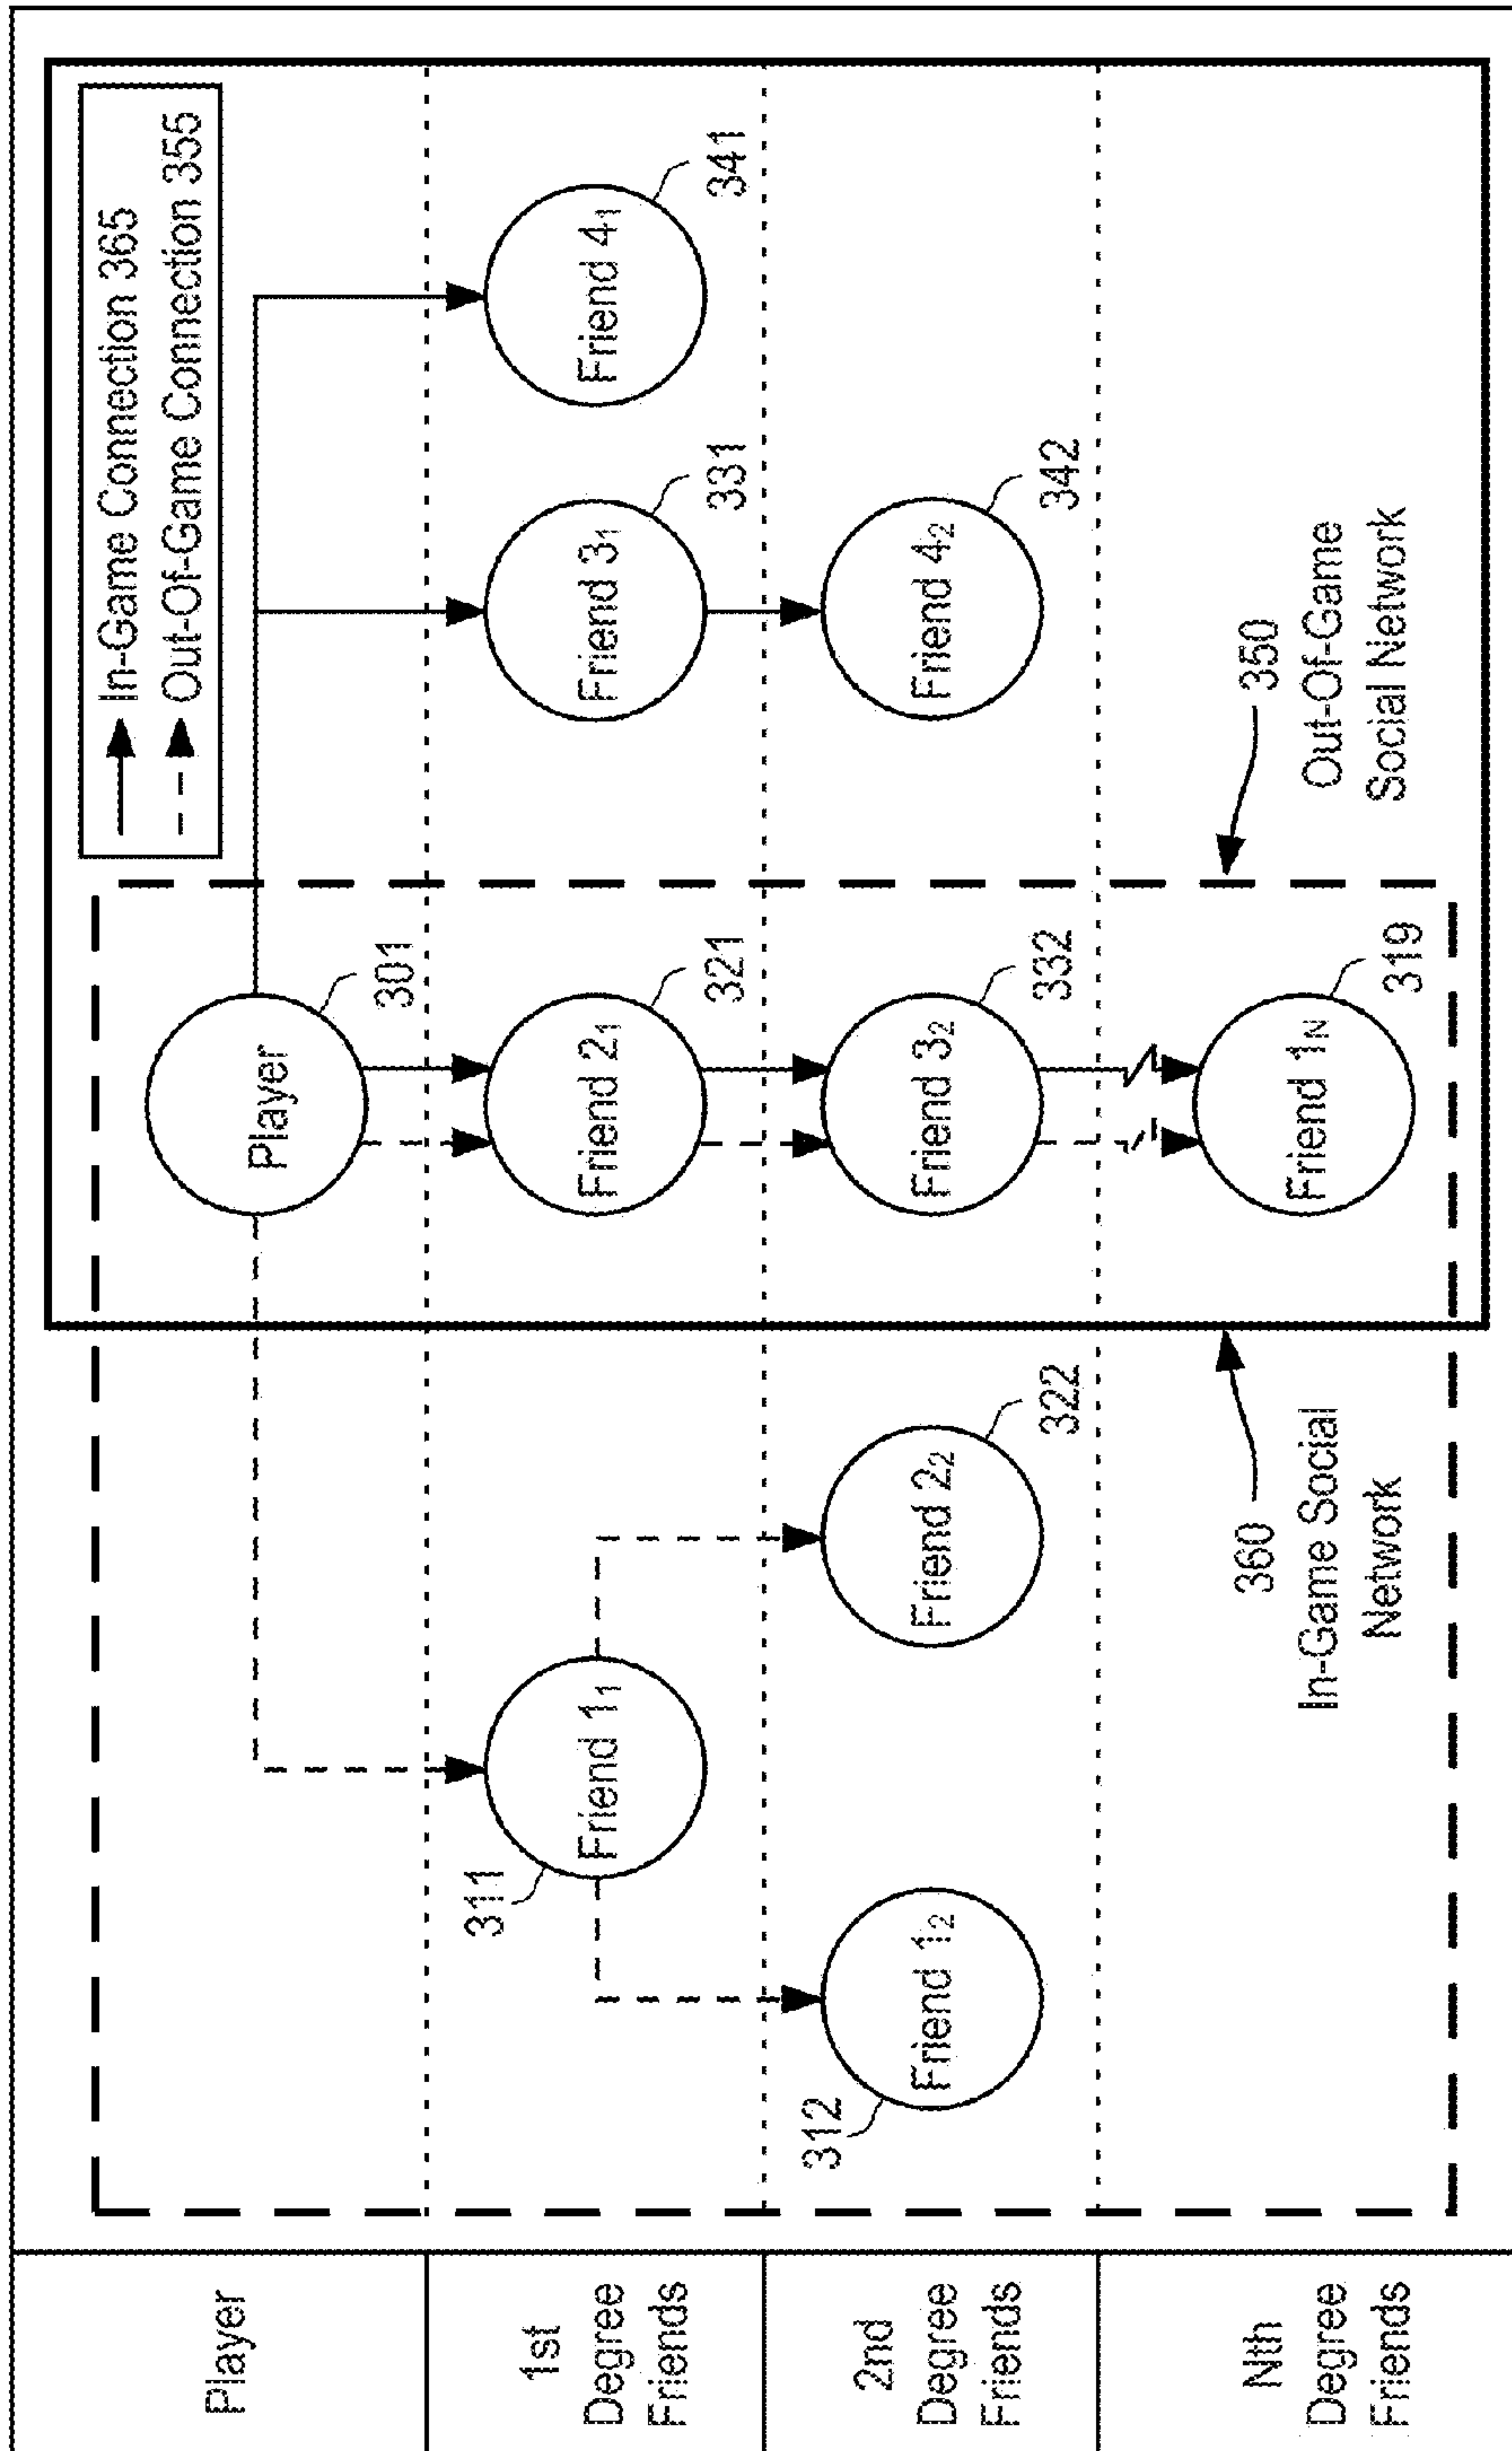 Player
1st
Degree
Friends
2nd
Degree
Friends
Nth
Degree
Friends
In-Game Connection 365
Out-Of-Game Connection 355
Player
301
311
Friend 1₁
Friend 2₁
321
Friend 3₁
331
Friend 4₁
341
312
Friend 1₂
Friend 2₂
322
Friend 3₂
332
Friend 4₂
342
360
In-Game Social
Network
Friend 1N
319
350
Out-Of-Game
Social Network